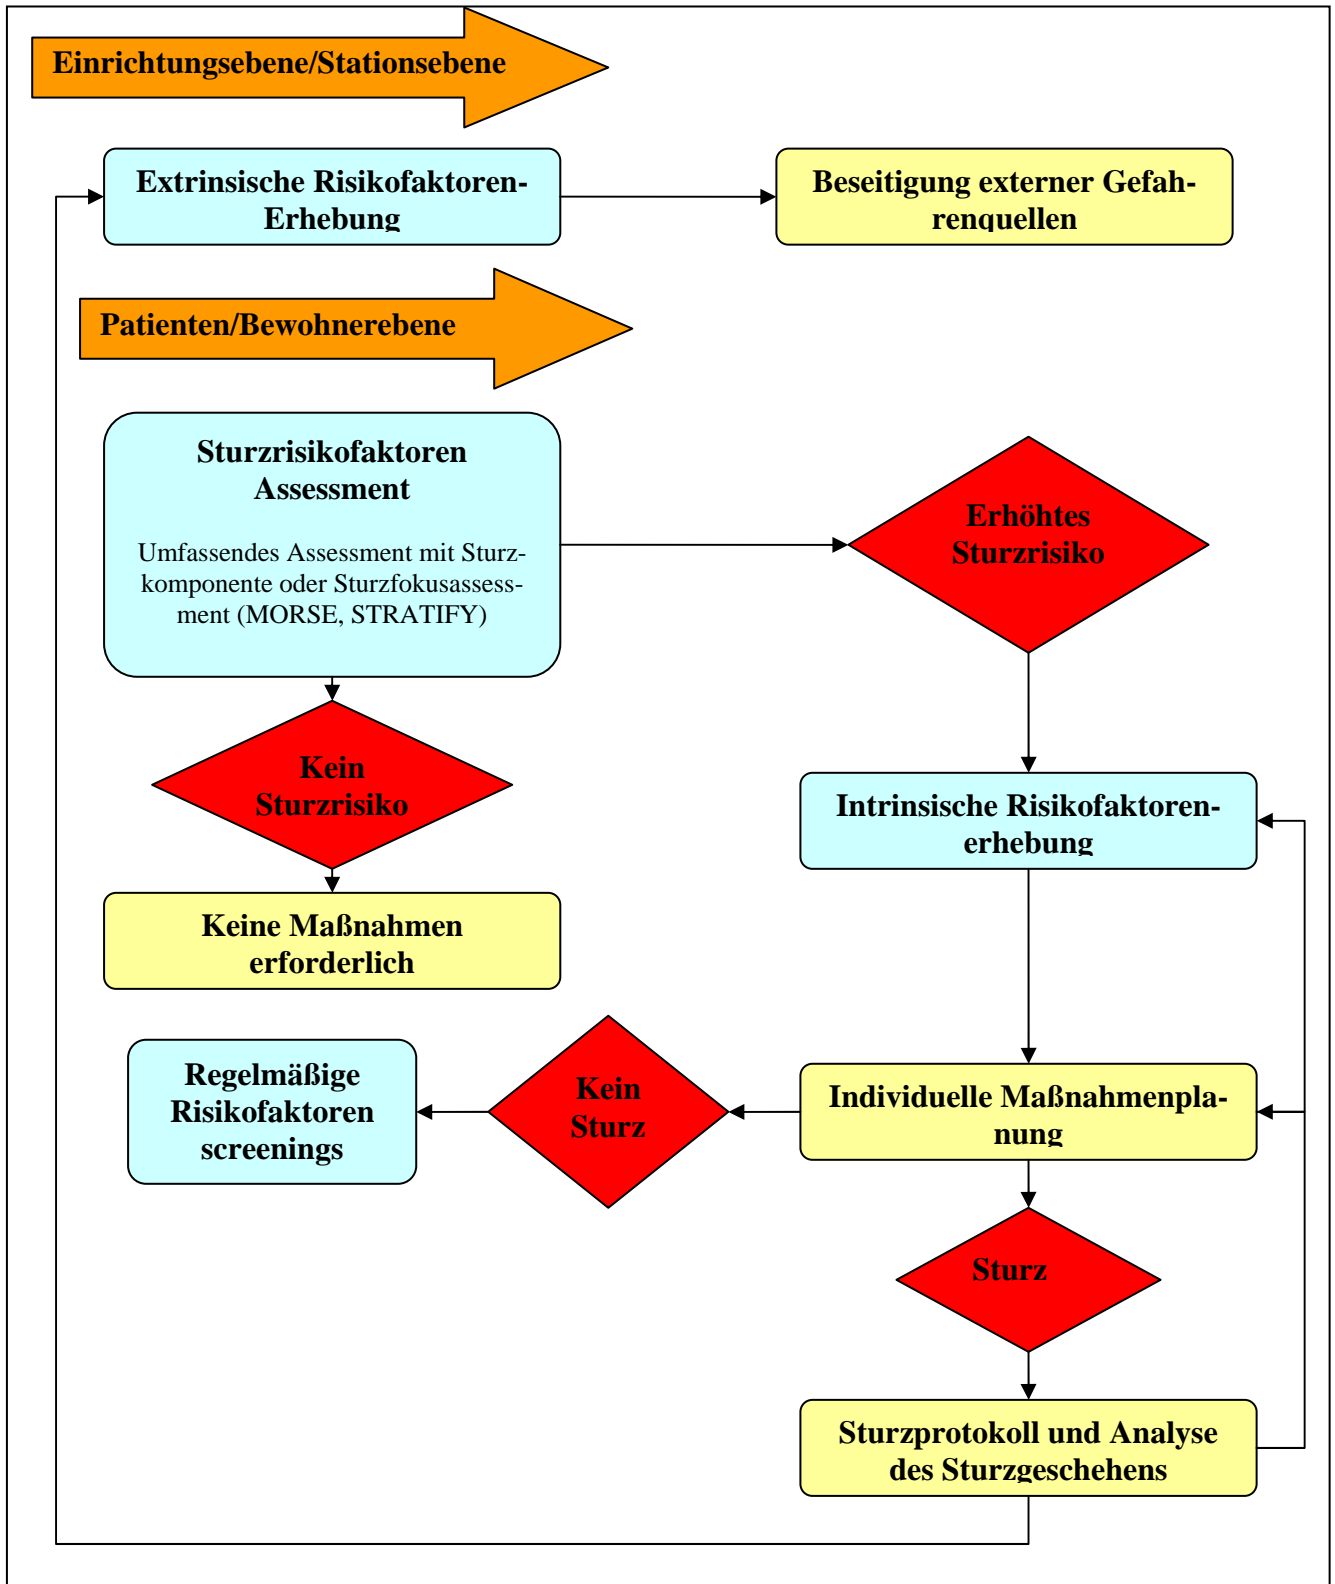 Einrichtungsebene/Stationsebene
Extrinsische Risikofaktoren-
Erhebung
Beseitigung externer Gefah-
renquellen
Patienten/Bewohnerebene
Sturzrisikofaktoren
Assessment
Umfassendes Assessment mit Sturz-
komponente oder Sturzfokusassess-
ment (MORSE, STRATIFY)
Erhöhtes
Sturzrisiko
Kein
Sturzrisiko
Intrinsische Risikofaktoren-
erhebung
Keine Maßnahmen
erforderlich
Regelmäßige
Risikofaktoren
screenings
Kein
Sturz
Individuelle Maßnahmenpla-
nung
Sturz
Sturzprotokoll und Analyse
des Sturzgeschehens